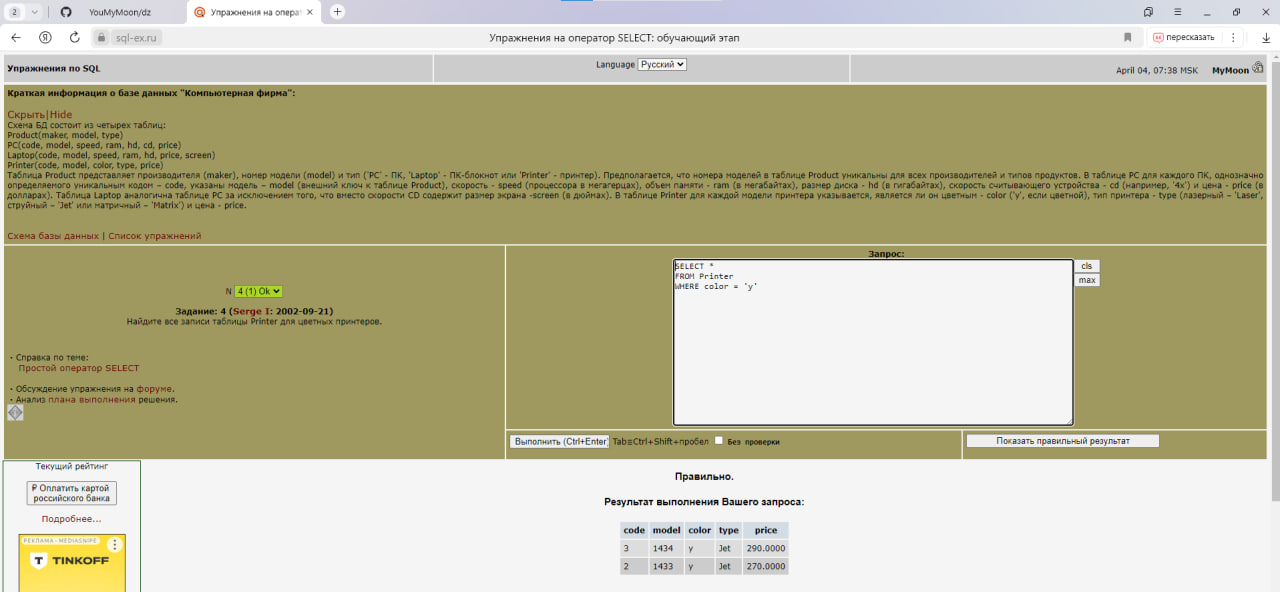 2
YouMyMoon/dz
Упражнения на операт
sql-ex.ru
Упражнения на оператор SELECT: обучающий этап
пересказать
Упражнения по SQL
Language Русский
April 04, 07:38 MSK MyMoon
Краткая информация о базе данных "Компьютерная фирма":
Скрыть|Hide
Схема БД состоит из четырех таблиц:
Product(maker, model, type)
PC(code, model, speed, ram, hd, cd, price)
Laptop(code, model, speed, ram, hd, price, screen)
Printer(code, model, color, type, price)
Таблица Product представляет производителя (maker), номер модели (model) и тип ('PC' - ПК, 'Laptop' - ПК-блокнот или 'Printer' - принтер). Предполагается, что номера моделей в таблице Product уникальны для всех производителей и типов продуктов. В таблице PC для каждого ПК, однозначно
определяемого уникальным кодом – code, указаны модель – model (внешний ключ к таблице Product), скорость - speed (процессора в мегагерцах), объем памяти - ram (в мегабайтах), размер диска - hd (в гигабайтах), скорость считывающего устройства - cd (например, '4x') и цена - price (в
долларах). Таблица Laptop аналогична таблице PC за исключением того, что вместо скорости CD содержит размер экрана -screen (в дюймах). В таблице Printer для каждой модели принтера указывается, является ли он цветным - color ('y', если цветной), тип принтера - type (лазерный – 'Laser',
струйный – 'Jet' или матричный – 'Matrix') и цена - price.
Схема базы данных | Список упражнений
N 4 (1) Ok
Задание: 4 (Serge I: 2002-09-21)
Найдите все записи таблицы Printer для цветных принтеров.
· Справка по теме:
Простой оператор SELECT
· Обсуждение упражнения на форуме.
· Анализ плана выполнения решения.
Запрос:
SELECT *
FROM Printer
WHERE color = 'y'
cls
max
Выполнить (Ctrl+Enter) Tab≡Ctrl+Shift+пробел Без проверки
Показать правильный результат
Текущий рейтинг
₽ Оплатить картой
российского банка
Подробнее...
РЕКЛАМА · MEDIASNIPE
TINKOFF
Правильно.
Результат выполнения Вашего запроса:
code model color type price
3 1434 y Jet 290.0000
2 1433 y Jet 270.0000